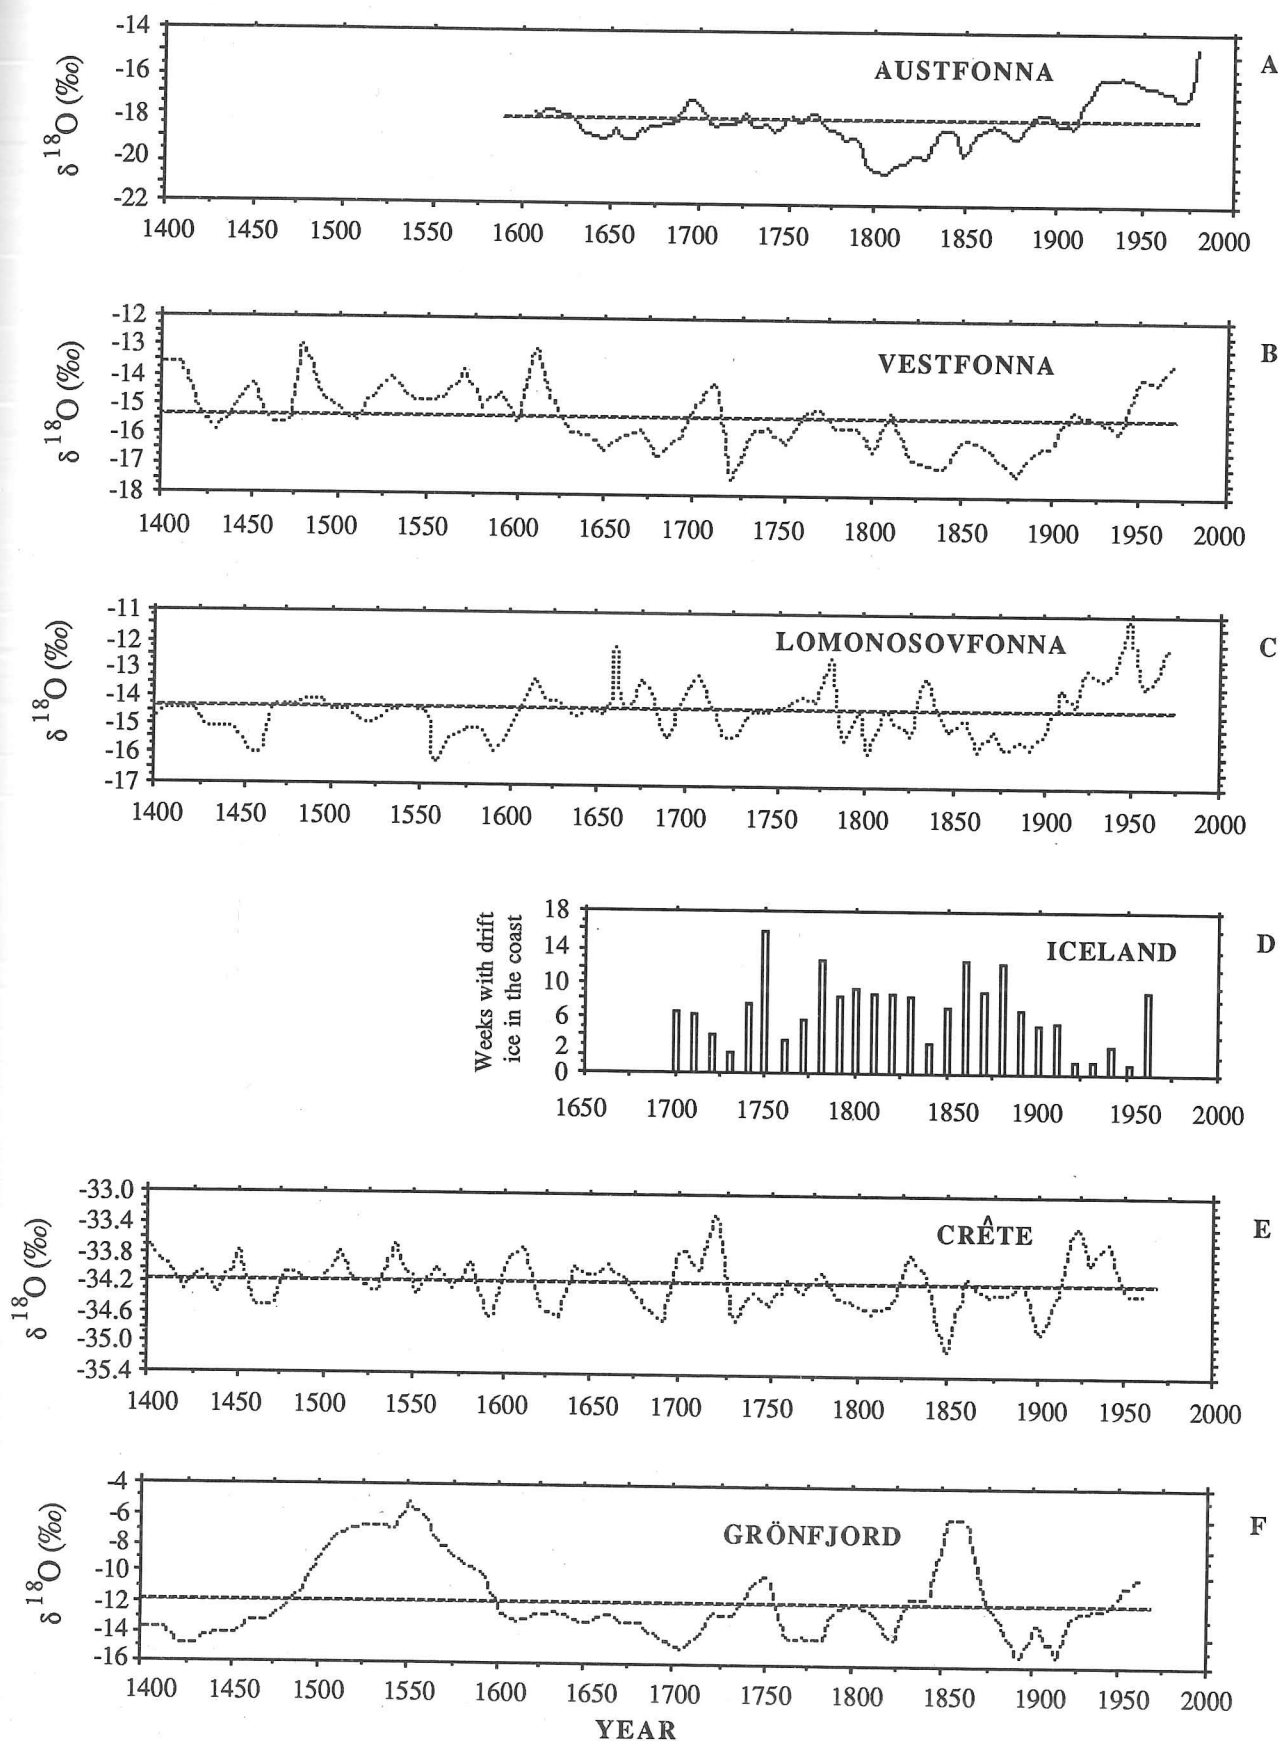 -14
-16
-18
-20
-22
δ 18O (‰)
AUSTFONNA
A
1400 1450 1500 1550 1600 1650 1700 1750 1800 1850 1900 1950 2000
-12
-13
-14
-15
-16
-17
-18
δ 18O (‰)
VESTFONNA
B
1400 1450 1500 1550 1600 1650 1700 1750 1800 1850 1900 1950 2000
-11
-12
-13
-14
-15
-16
-17
δ 18O (‰)
LOMONOSOVFONNA
C
1400 1450 1500 1550 1600 1650 1700 1750 1800 1850 1900 1950 2000
Weeks with drift
ice in the coast
18
14
10
6
2
0
ICELAND
D
1650 1700 1750 1800 1850 1900 1950 2000
-33.0
-33.4
-33.8
-34.2
-34.6
-35.0
-35.4
δ 18O (‰)
CRÊTE
E
1400 1450 1500 1550 1600 1650 1700 1750 1800 1850 1900 1950 2000
-4
-6
-8
-10
-12
-14
-16
δ 18O (‰)
GRÖNFJORD
F
1400 1450 1500 1550 1600 1650 1700 1750 1800 1850 1900 1950 2000
YEAR